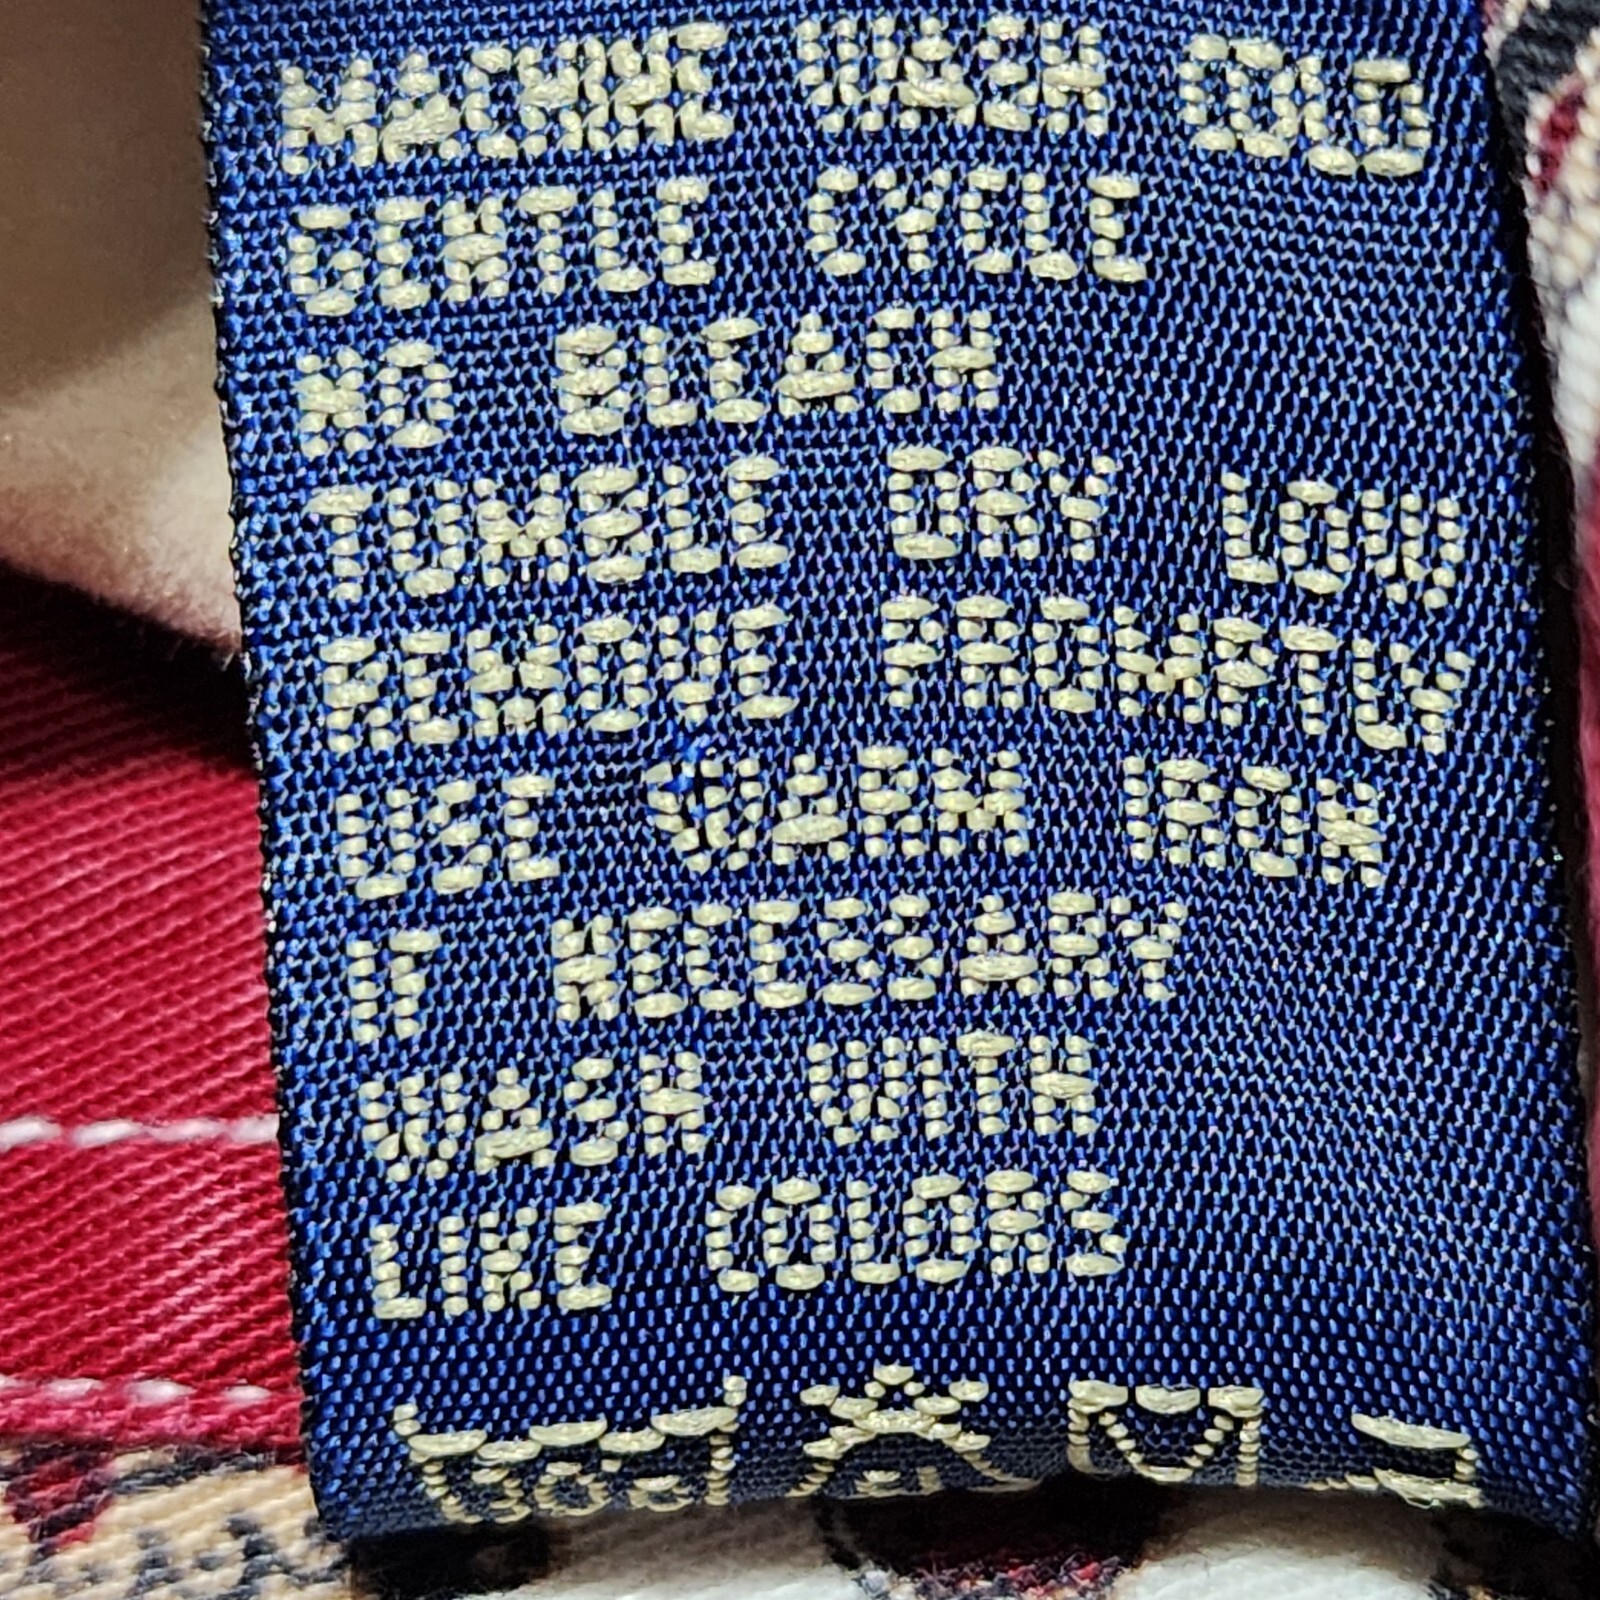 MACHINE WASH COLD
GENTLE CYCLE
NO BLEACH
TUMBLE DRY LOW
REMOVE PROMPTLY
USE WARM IRON
IF NECESSARY
WASH WITH
LIKE COLORS